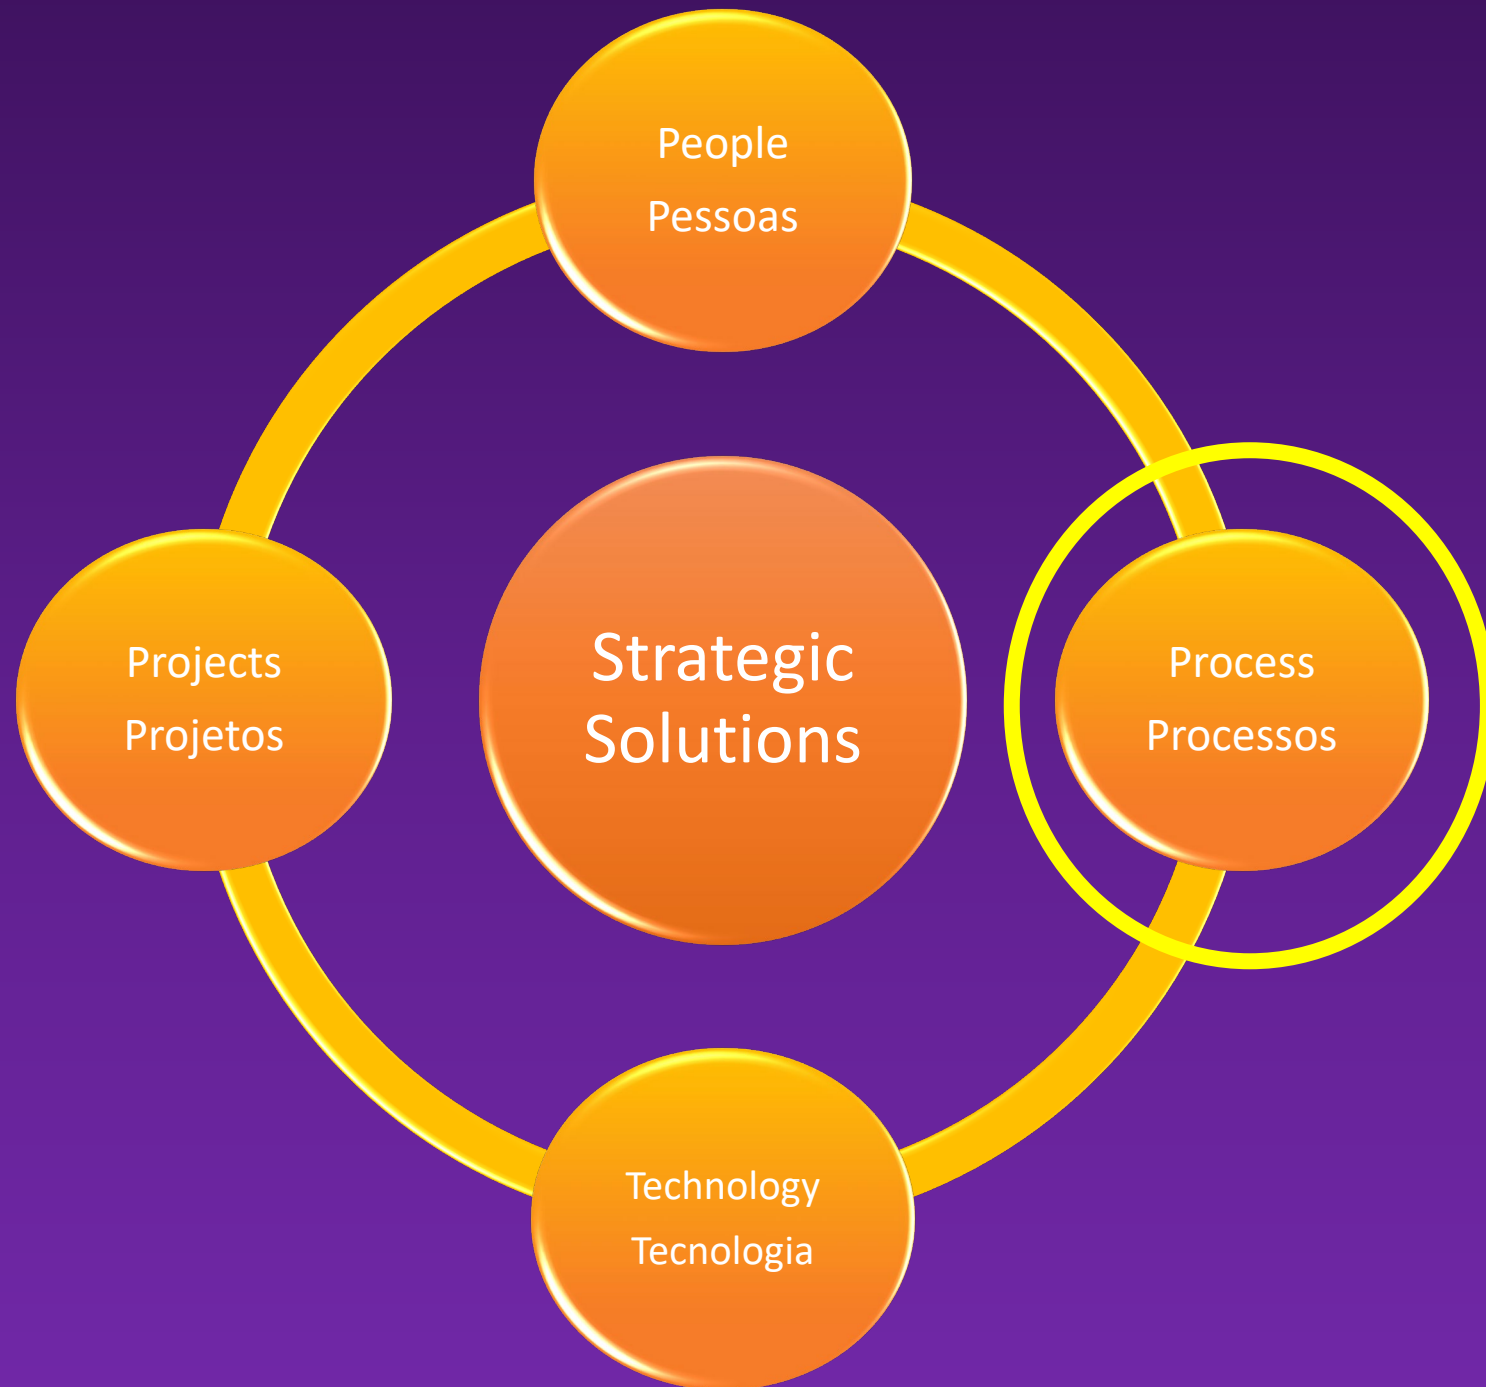 People
Pessoas
Projects
Projetos
Strategic
Solutions
Process
Processos
Technology
Tecnologia